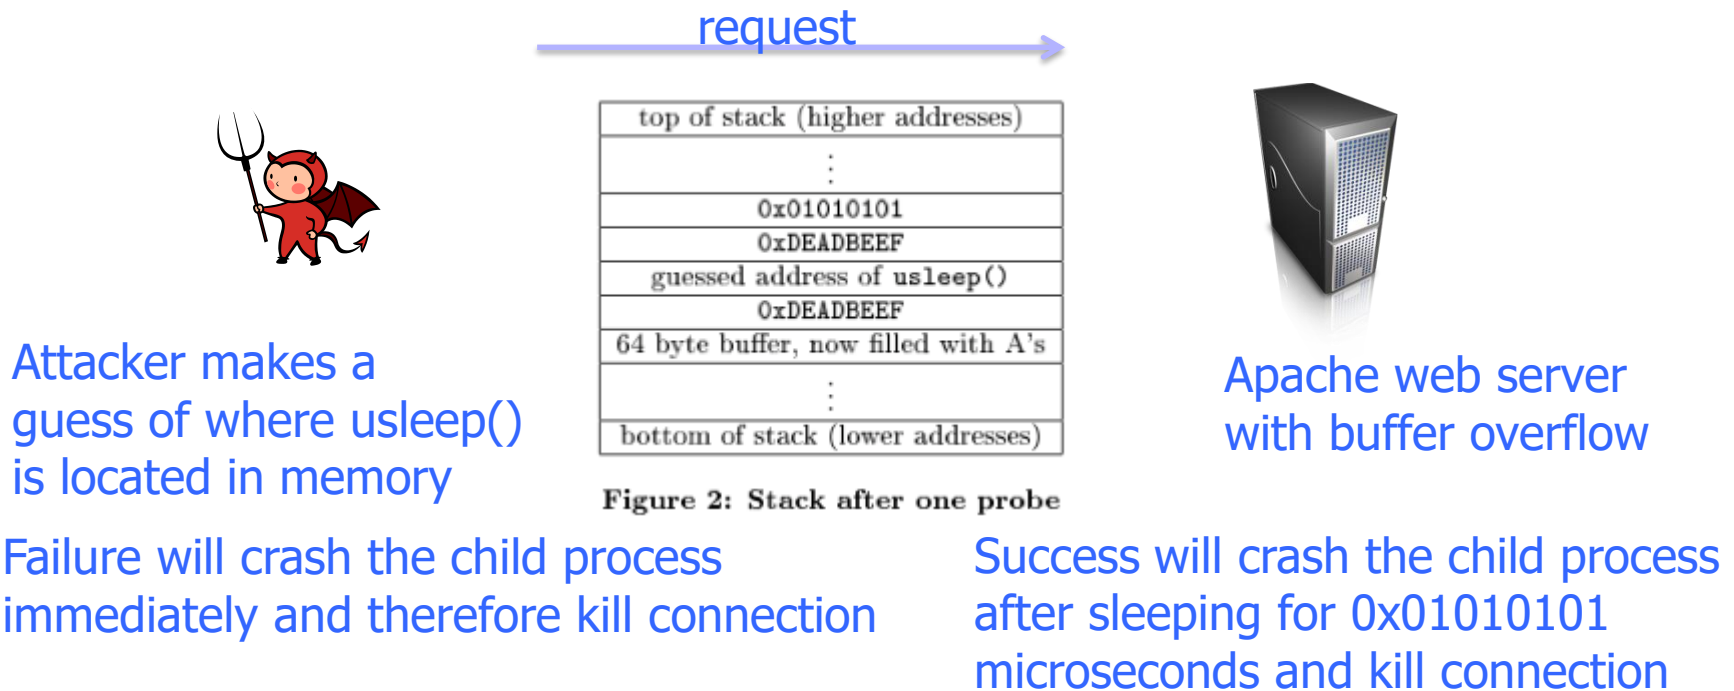 request
top of stack (higher addresses)
⋮
0x01010101
0xDEADBEEF
guessed address of usleep()
0xDEADBEEF
64 byte buffer, now filled with A's
⋮
bottom of stack (lower addresses)
Figure 2: Stack after one probe
Attacker makes a
guess of where usleep()
is located in memory
Apache web server
with buffer overflow
Failure will crash the child process
immediately and therefore kill connection
Success will crash the child process
after sleeping for 0x01010101
microseconds and kill connection